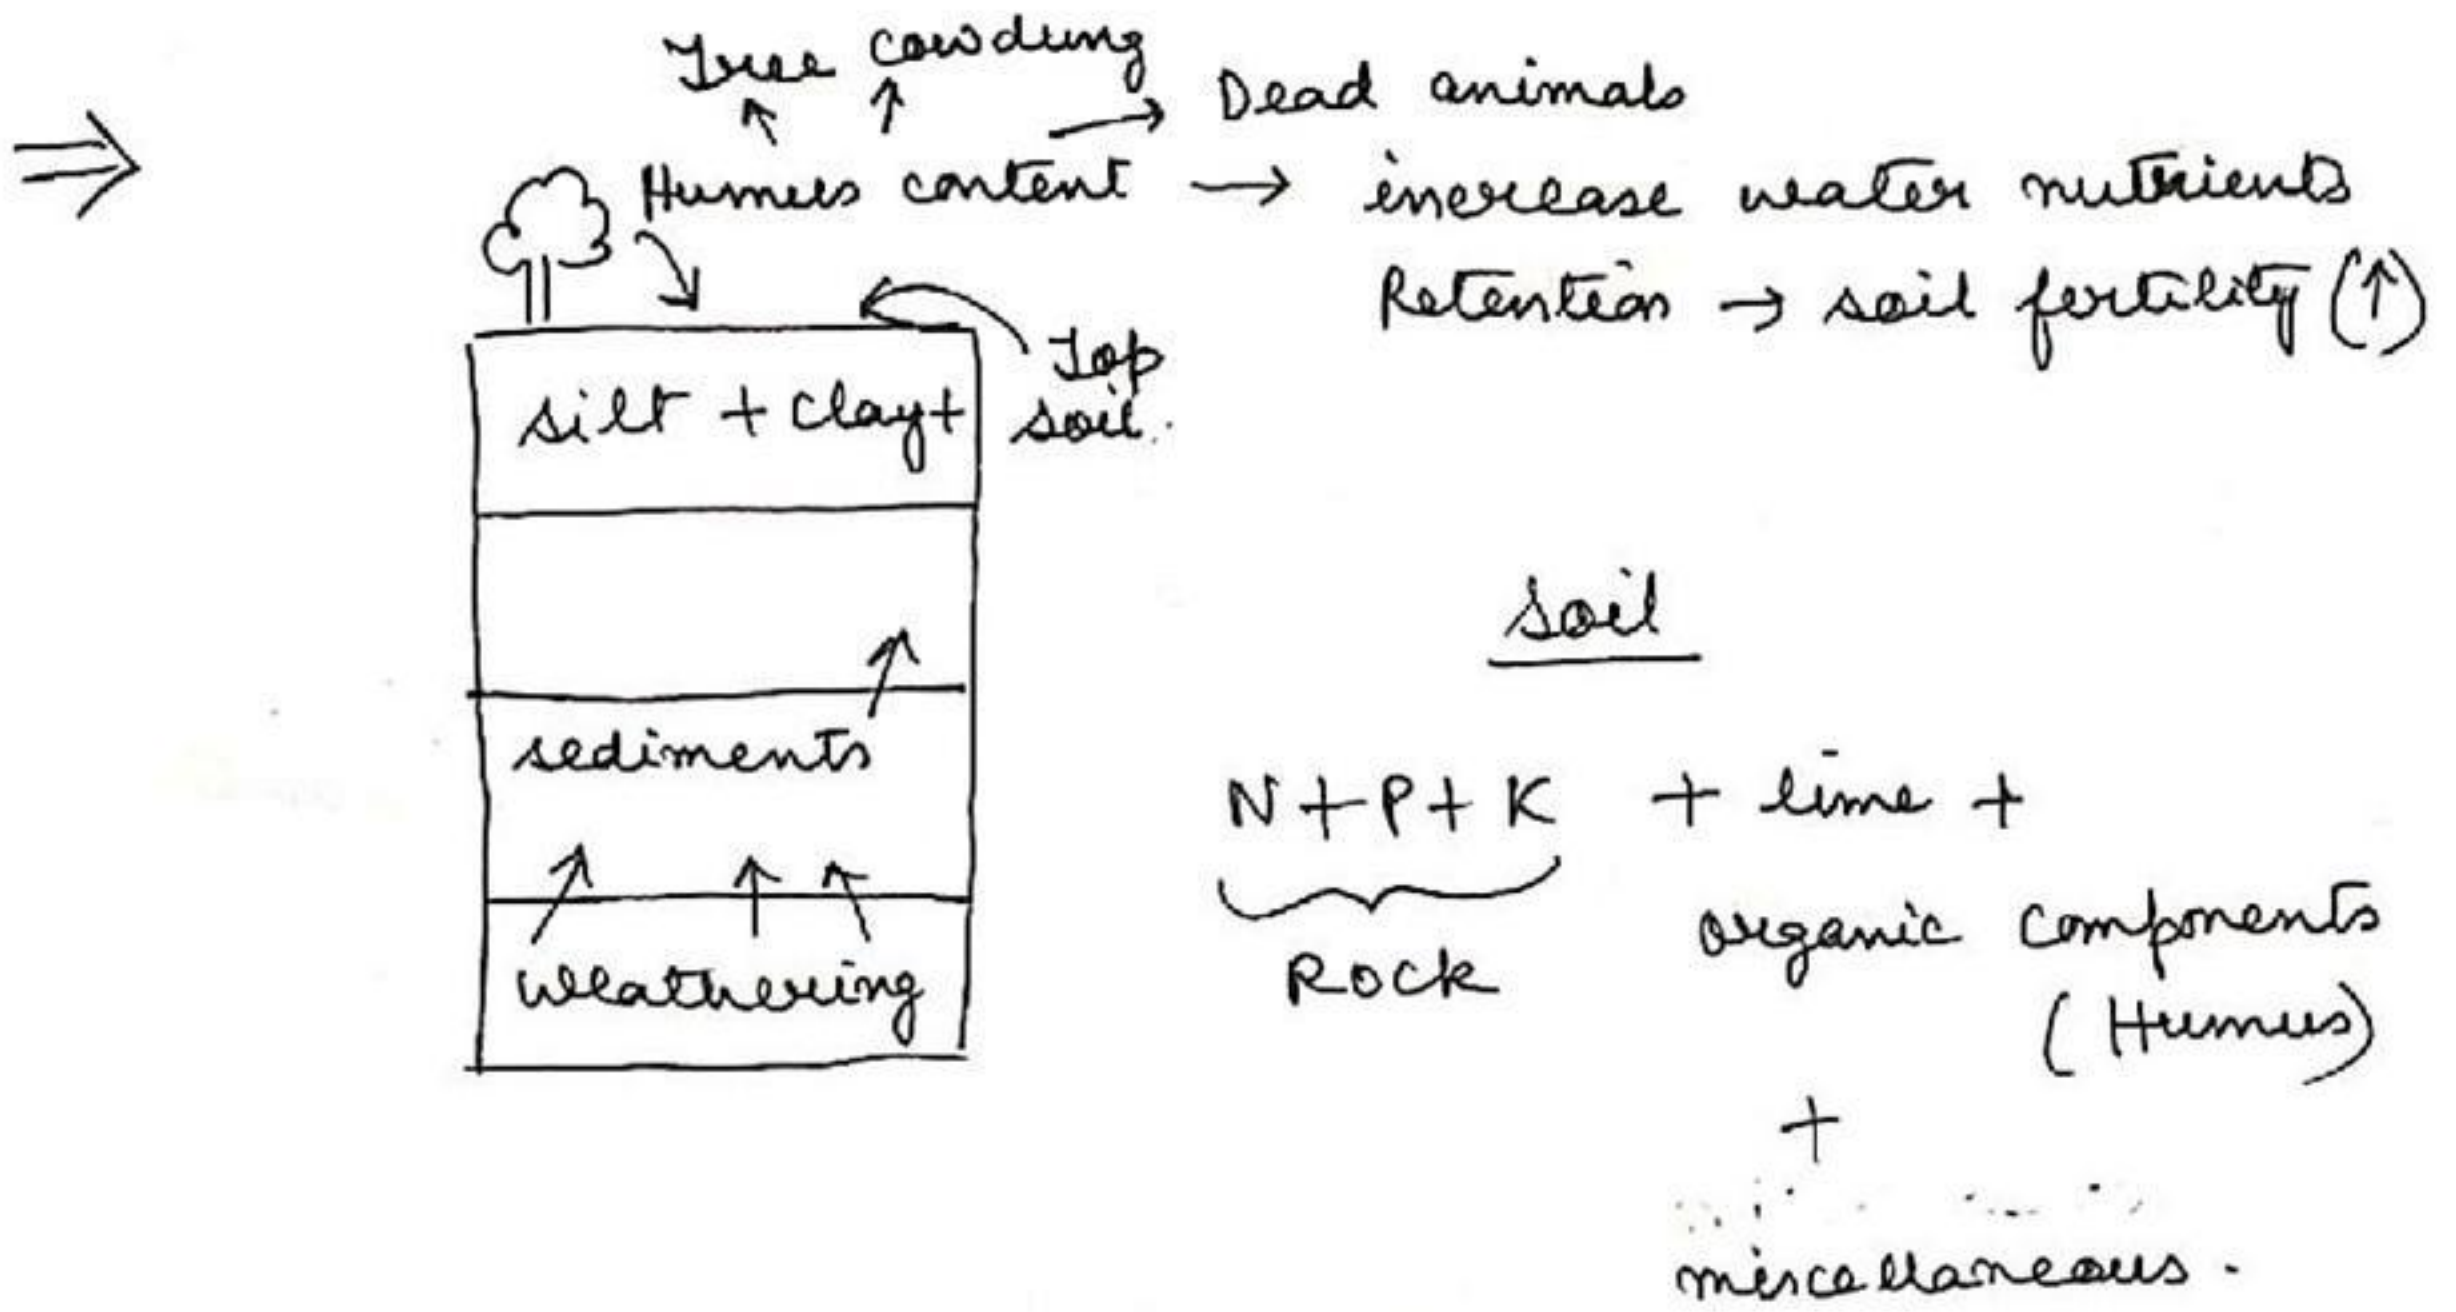 Tree cowdung
→ Dead animals
⇒ Humus content → increase water nutrients
Retention → soil fertility (↑)
Top
soil.
silt + clay+
soil
sediments
N+P+K + lime +
Rock
organic components
(Humus)
weathering
+
miscellaneous.